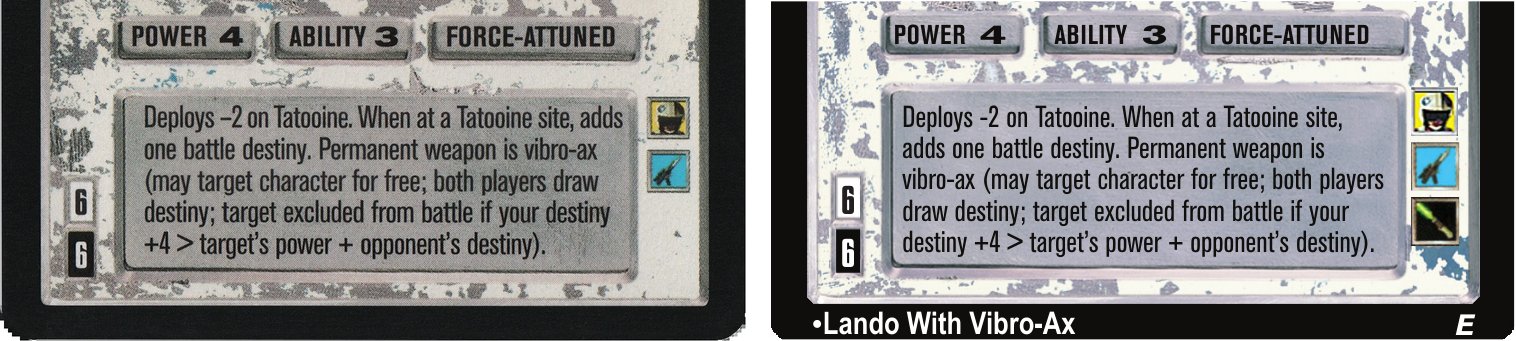 POWER 4 ABILITY 3 FORCE-ATTUNED
Deploys –2 on Tatooine. When at a Tatooine site, adds
one battle destiny. Permanent weapon is vibro-ax
(may target character for free; both players draw
destiny; target excluded from battle if your destiny
+4 > target's power + opponent's destiny).
6
6
POWER 4 ABILITY 3 FORCE-ATTUNED
Deploys -2 on Tatooine. When at a Tatooine site,
adds one battle destiny. Permanent weapon is
vibro-ax (may target character for free; both players
draw destiny; target excluded from battle if your
destiny +4 > target's power + opponent's destiny).
6
6
•Lando With Vibro-Ax E